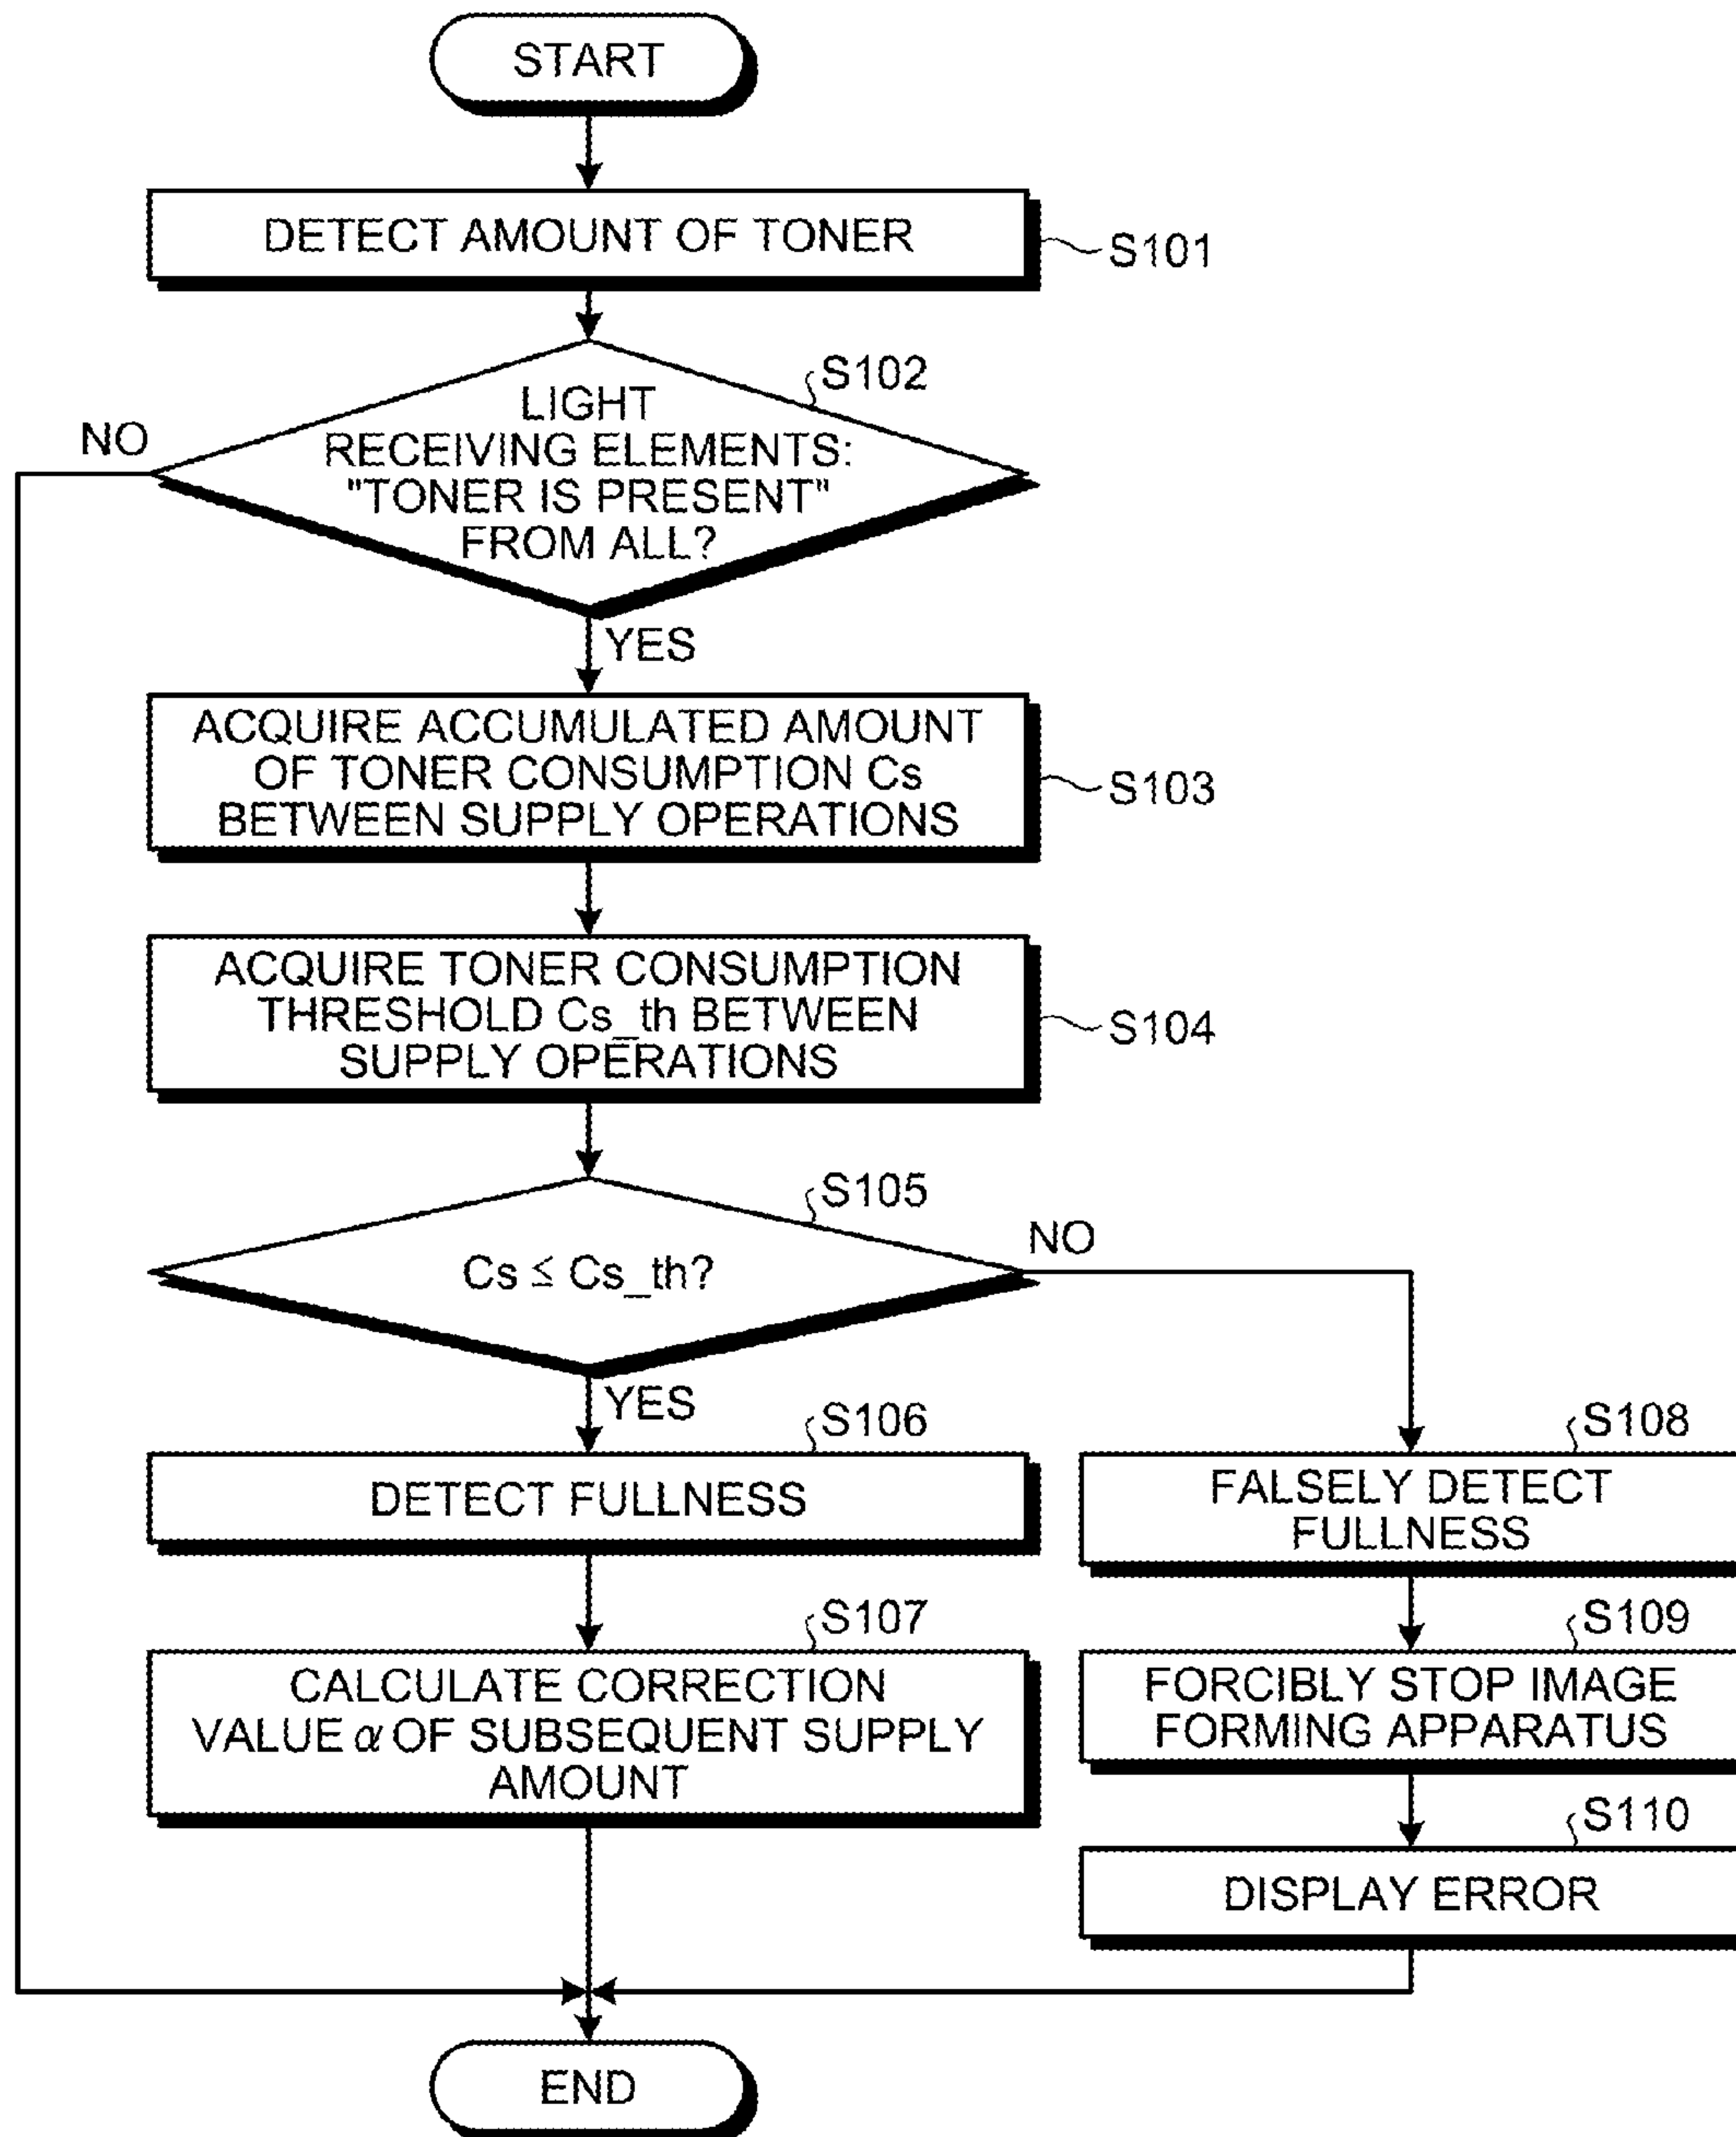 START
DETECT AMOUNT OF TONER
S101
S102
LIGHT
RECEIVING ELEMENTS:
"TONER IS PRESENT"
FROM ALL?
NO
YES
ACQUIRE ACCUMULATED AMOUNT
OF TONER CONSUMPTION Cs
BETWEEN SUPPLY OPERATIONS
S103
ACQUIRE TONER CONSUMPTION
THRESHOLD Cs_th BETWEEN
SUPPLY OPERATIONS
S104
S105
Cs ≤ Cs_th?
NO
YES
S106
DETECT FULLNESS
S107
CALCULATE CORRECTION
VALUE α OF SUBSEQUENT SUPPLY
AMOUNT
S108
FALSELY DETECT
FULLNESS
S109
FORCIBLY STOP IMAGE
FORMING APPARATUS
S110
DISPLAY ERROR
END